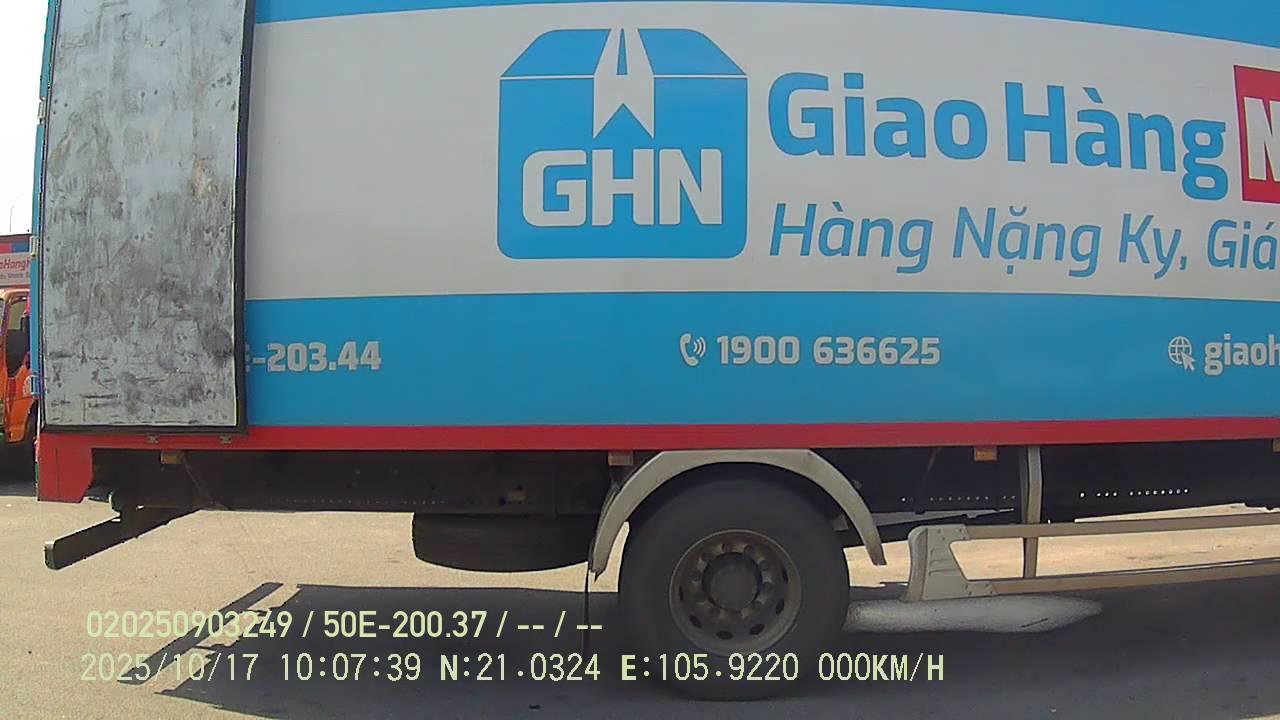 GHN
Giao Hàng N
Hàng Nặng Ky, Giá
-203.44
1900 636625
giaoh
020250903249 / 50E-200.37 / -- / --
2025/10/17 10:07:39 N:21.0324 E:105.9220 000KM/H